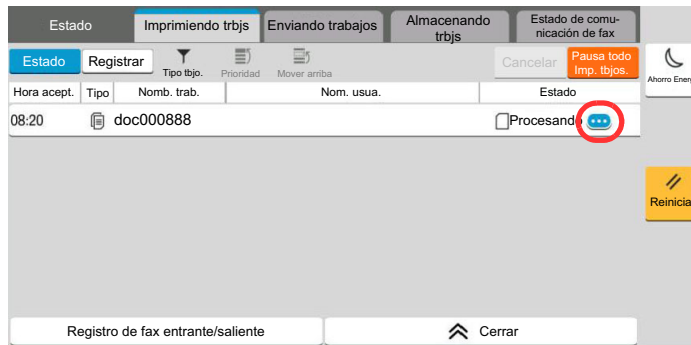 Estado
Imprimiendo trbjs
Enviando trabajos
Almacenando
trbjs
Estado de comu-
nicación de fax
Estado
Registrar
Tipo tbjo.
Prioridad
Mover arriba
Cancelar
Pausa todo
Imp. tbjos.
Ahorro Ener
Hora acept.
Tipo
Nomb. trab.
Nom. usua.
Estado
08:20
doc000888
Procesando
Reinicia
Registro de fax entrante/saliente
Cerrar